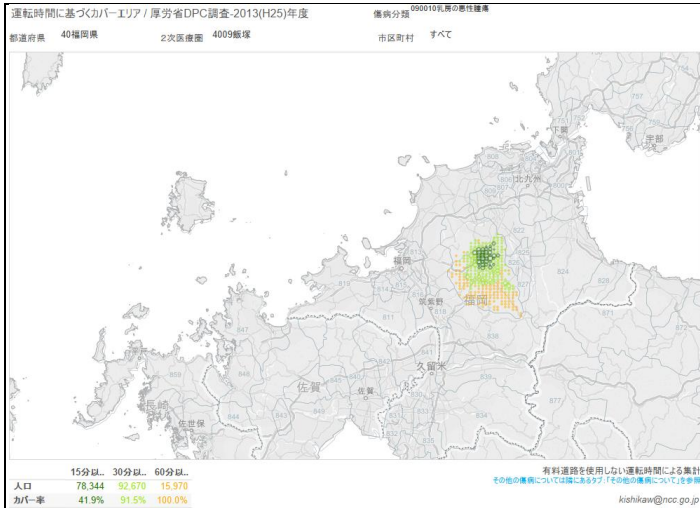 運転時間に基づくカバーエリア / 厚労省DPC調査-2013(H25)年度
傷病分類 090010乳房の悪性腫瘍
都道府県 40福岡県 2次医療圏 4009飯塚 市区町村 すべて
下関
宇部
北九州
福岡
筑紫野
福岡
久留米
佐賀
佐賀
長崎
佐世保
15分以.. 30分以.. 60分以..
人口 78,344 92,670 15,970
カバー率 41.9% 91.5% 100.0%
有料道路を使用しない運転時間による集計
その他の傷病については隣にあるタブ:「その他の傷病について」を参照
kishikaw@ncc.go.jp